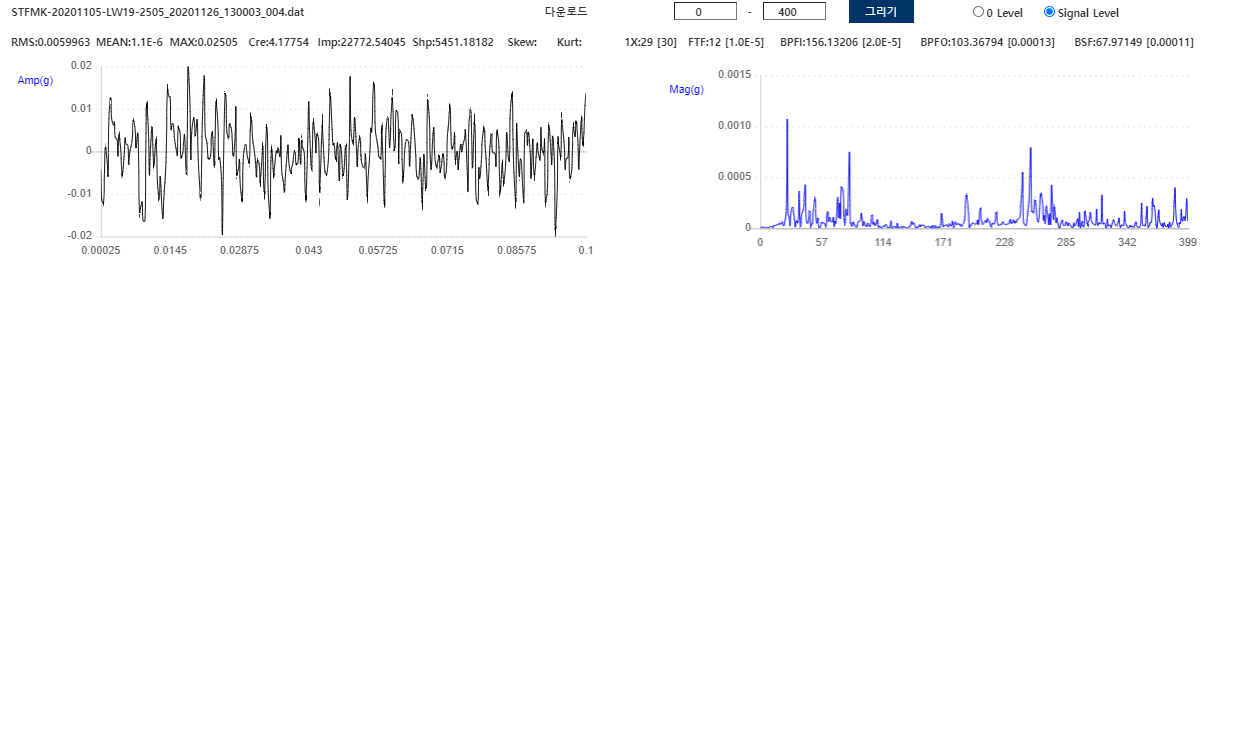 STFMK-20201105-LW19-2505_20201126_130003_004.dat 다운로드 0 - 400 그리기 0 Level Signal Level
RMS:0.0059963 MEAN:1.1E-6 MAX:0.02505 Cre:4.17754 Imp:22772.54045 Shp:5451.18182 Skew: Kurt: 1X:29 [30] FTF:12 [1.0E-5] BPFI:156.13206 [2.0E-5] BPFO:103.36794 [0.00013] BSF:67.97149 [0.00011]
Amp(g)
0.02
0.01
0
-0.01
-0.02
0.00025 0.0145 0.02875 0.043 0.05725 0.0715 0.08575 0.1
Mag(g)
0.0015
0.0010
0.0005
0
0 57 114 171 228 285 342 399